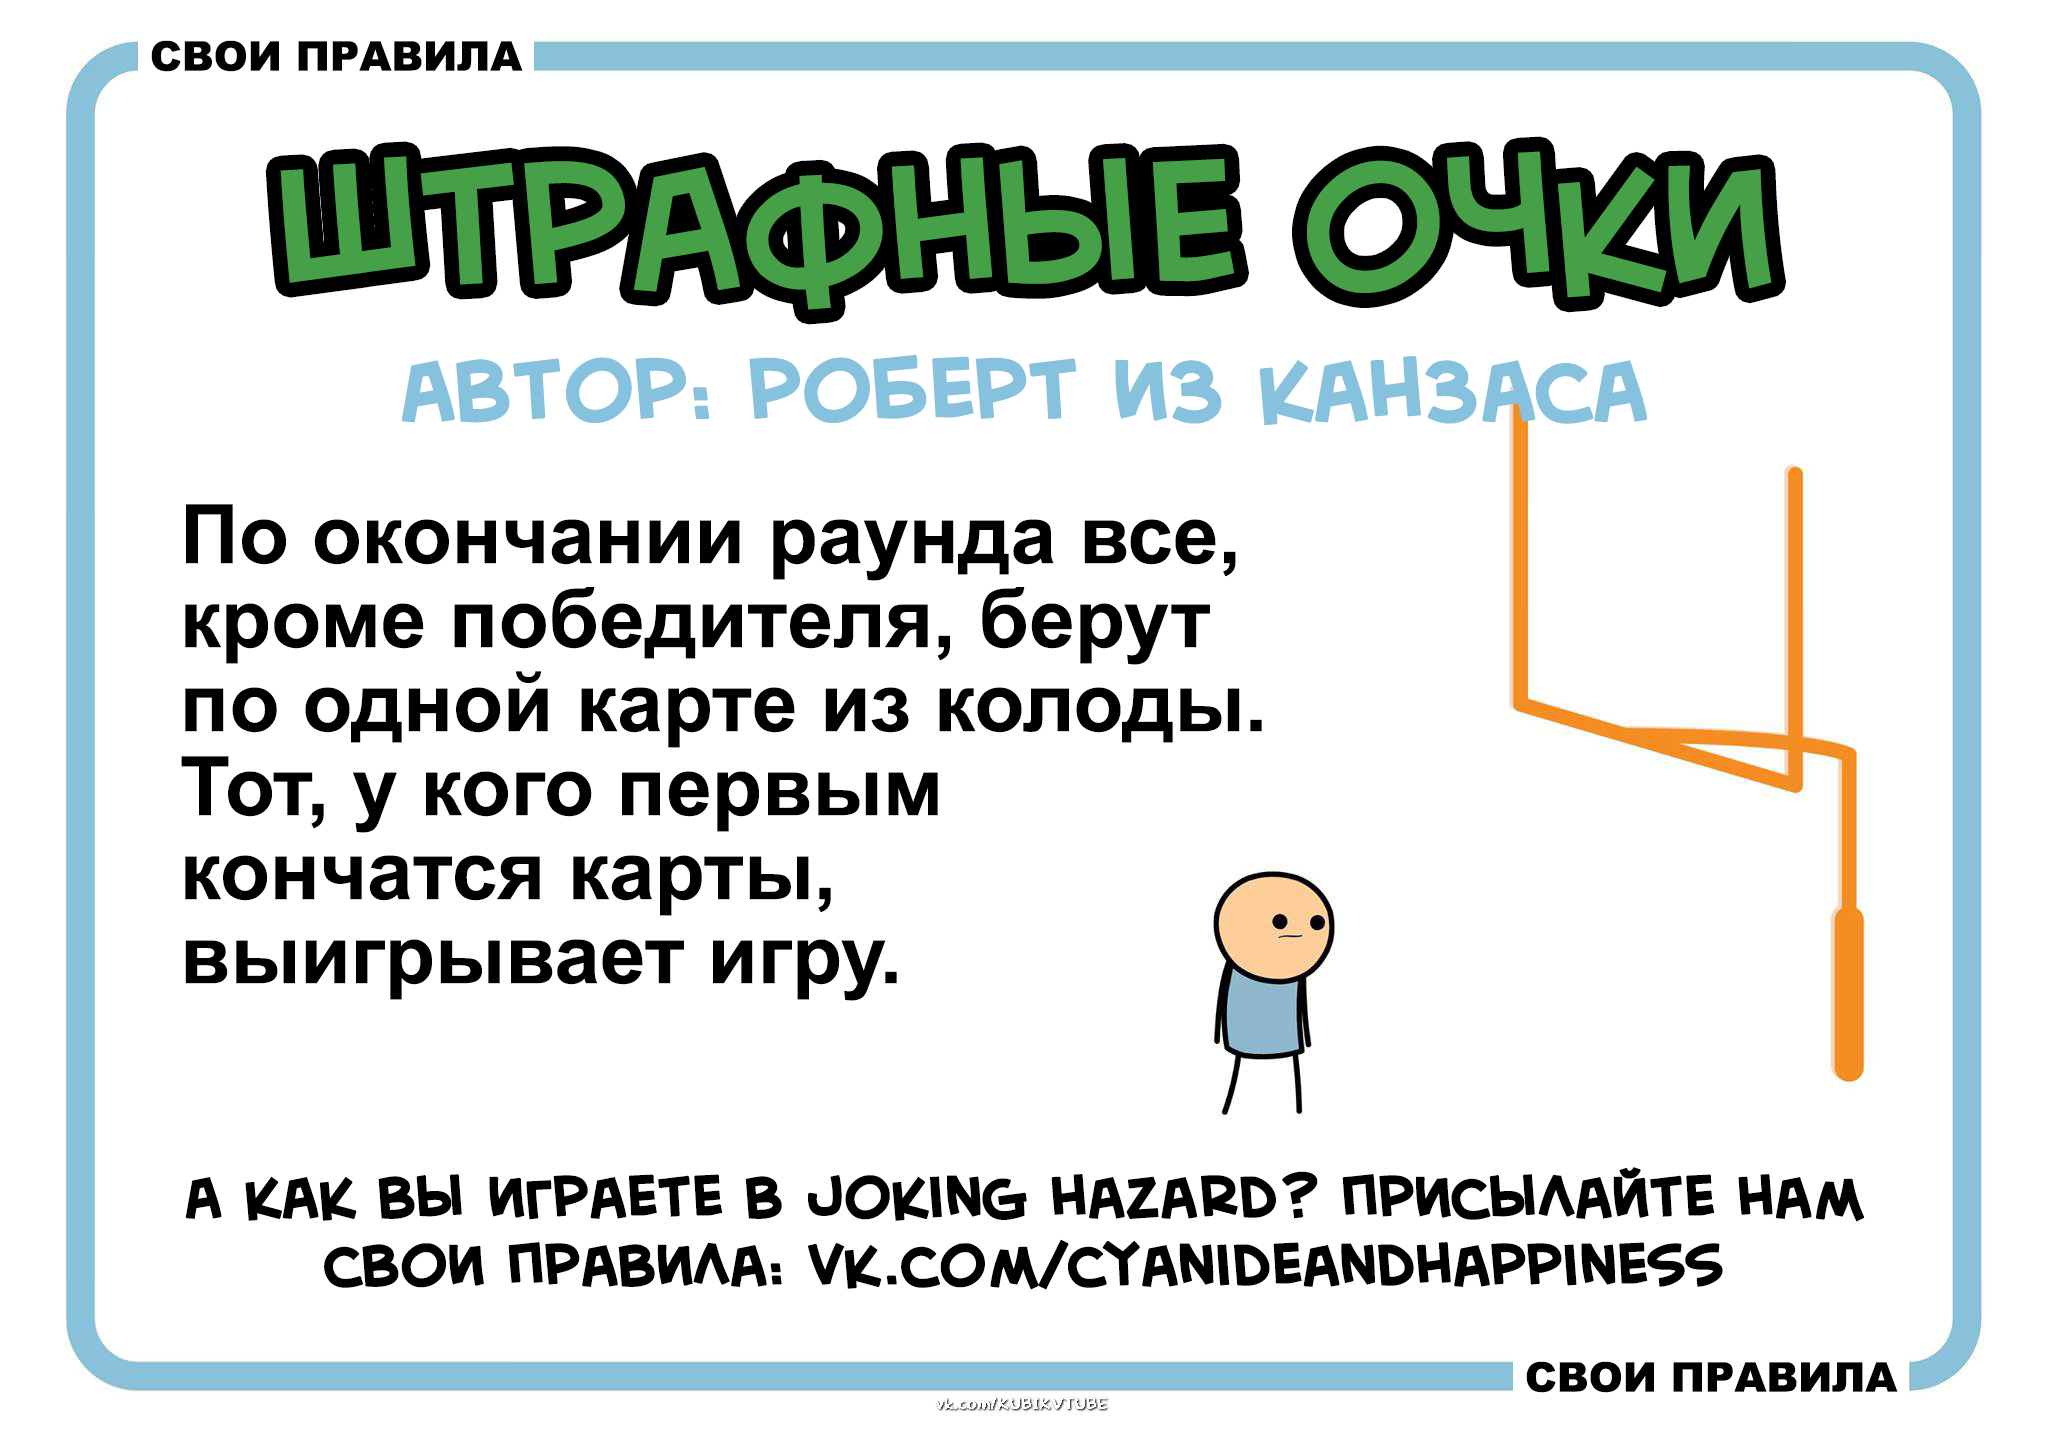 СВОИ ПРАВИЛА
ШТРАФНЫЕ ОЧКИ
АВТОР: РОБЕРТ ИЗ КАНЗАСА
По окончании раунда все,
кроме победителя, берут
по одной карте из колоды.
Тот, у кого первым
кончатся карты,
выигрывает игру.
А КАК ВЫ ИГРАЕТЕ В JOKING HAZARD? ПРИСЫЛАЙТЕ НАМ
СВОИ ПРАВИЛА: VK.COM/CYANIDEANDHAPPINESS
СВОИ ПРАВИЛА
vk.com/KUBIKVTUBE